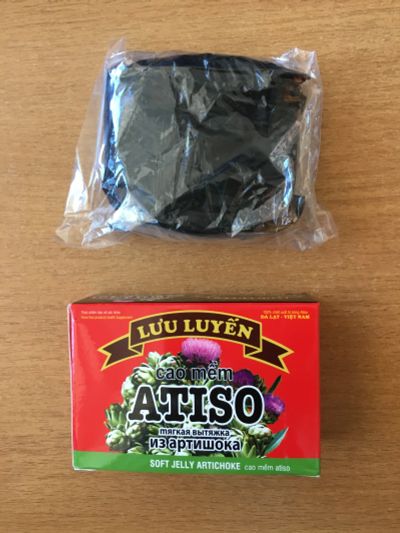 LƯU LUYẾN
ĐÀ LẠT - VIỆT NAM
cao mềm
ATISO
мягкая вытяжка
из артишока
SOFT JELLY ARTICHOKE cao mềm atiso